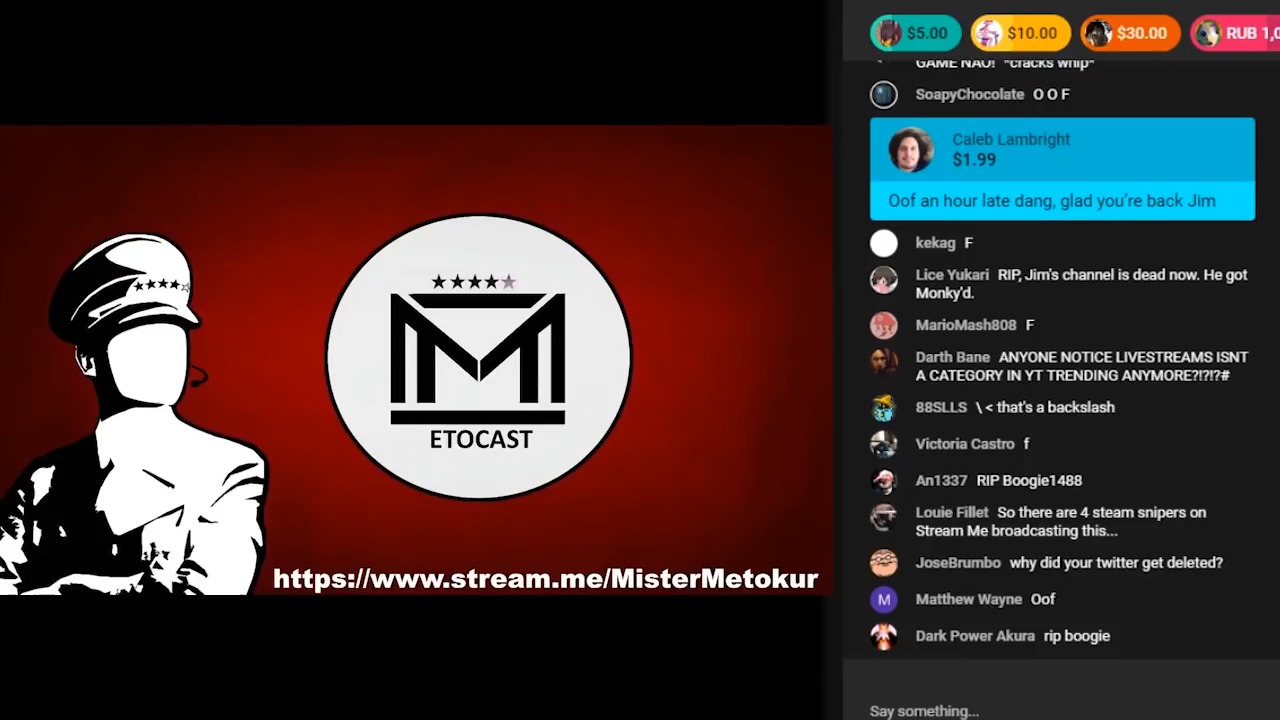 $5.00
$10.00
$30.00
RUB 1,0
GAME NAO! *cracks whip*
SoapyChocolate O O F
Caleb Lambright
$1.99
Oof an hour late dang, glad you're back Jim
kekag F
Lice Yukari RIP, Jim's channel is dead now. He got
Monky'd.
MarioMash808 F
Darth Bane ANYONE NOTICE LIVESTREAMS ISNT
A CATEGORY IN YT TRENDING ANYMORE?!?!?#
88SLLS \ < that's a backslash
Victoria Castro f
An1337 RIP Boogie1488
Louie Fillet So there are 4 steam snipers on
Stream Me broadcasting this...
JoseBrumbo why did your twitter get deleted?
M Matthew Wayne Oof
Dark Power Akura rip boogie
Say something...
M
ETOCAST
https://www.stream.me/MisterMetokur